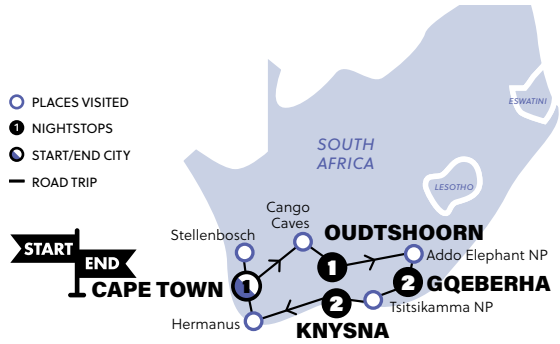 PLACES VISITED
1 NIGHTSTOPS
START/END CITY
ROAD TRIP
ESWATINI
SOUTH
AFRICA
LESOTHO
Cango
Caves
Stellenbosch
OUDTSHOORN
1
Addo Elephant NP
START
END
CAPE TOWN
1
2
GQEBERHA
Tsitsikamma NP
2
Hermanus
KNYSNA